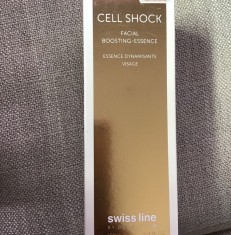 CELL SHOCK
FACIAL
BOOSTING-ESSENCE
ESSENCE DYNAMISANTE
VISAGE
swiss line